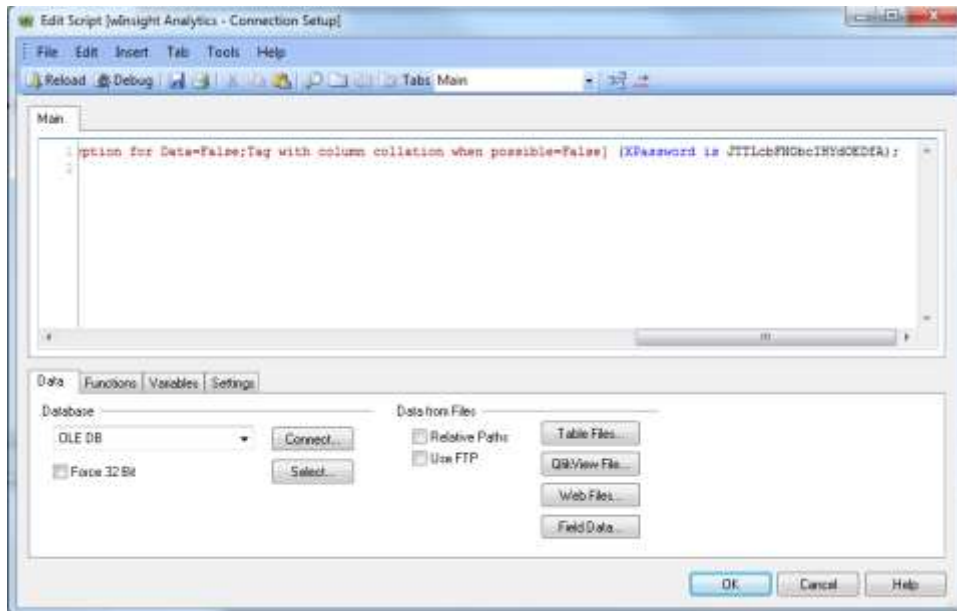 Edit Script [wInsight Analytics - Connection Setup]
File Edit Insert Tab Tools Help
Reload Debug Tabs Main
Main
1 ption for Data=False;Tag with column collation when possible=False] (XPassword is
2
Data Functions Variables Settings
Database
OLE DB
Connect...
Force 32 Bit
Select...
Data from Files
Relative Paths
Use FTP
Table Files...
QlikView File...
Web Files...
Field Data...
OK Cancel Help